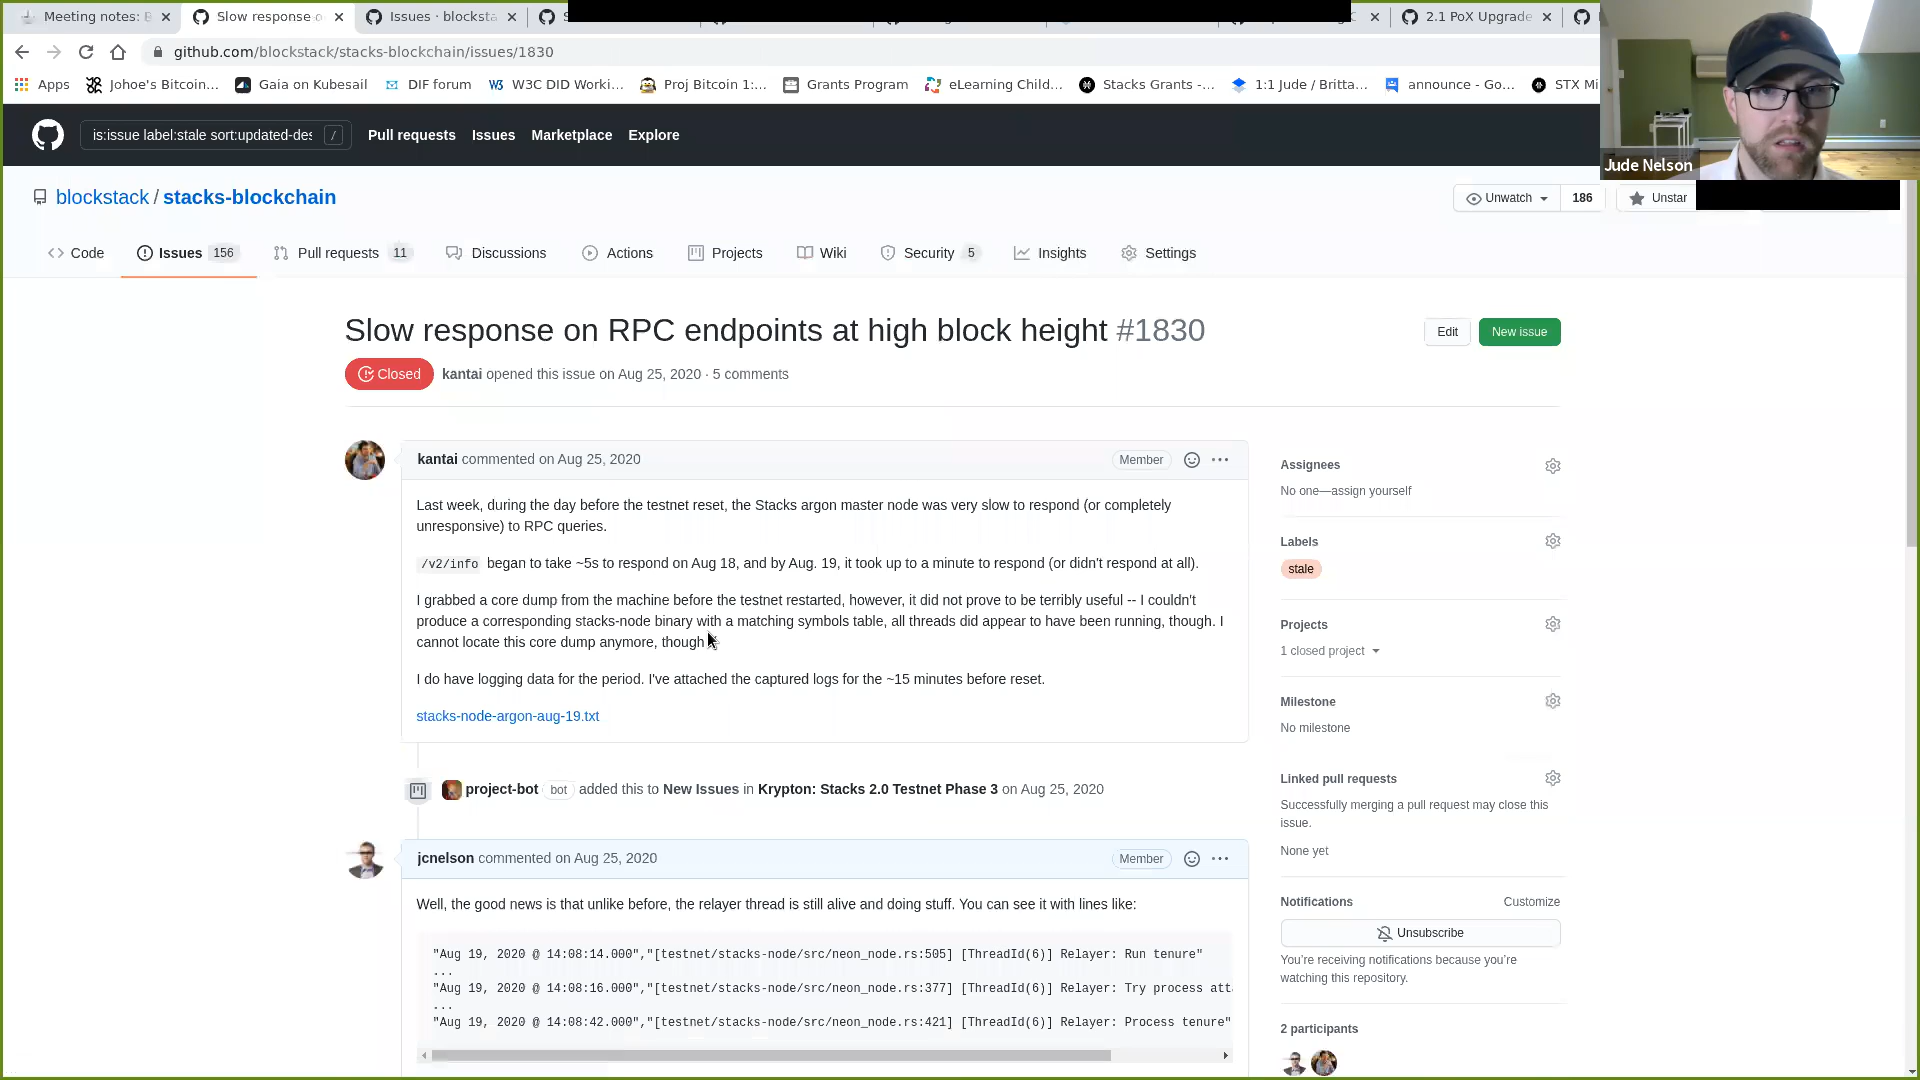 Meeting notes: B
Slow response o
Issues · blocksta
2.1 PoX Upgrade
github.com/blockstack/stacks-blockchain/issues/1830
Apps
Johoe's Bitcoin...
Gaia on Kubesail
DIF forum
W3C DID Worki...
Proj Bitcoin 1:...
Grants Program
eLearning Child...
Stacks Grants -...
1:1 Jude / Britta...
announce - Go...
STX Mi
Jude Nelson
is:issue label:stale sort:updated-des
/
Pull requests
Issues
Marketplace
Explore
blockstack / stacks-blockchain
Unwatch
186
Unstar
Code
Issues 156
Pull requests 11
Discussions
Actions
Projects
Wiki
Security 5
Insights
Settings
Slow response on RPC endpoints at high block height #1830
Edit
New issue
Closed
kantai opened this issue on Aug 25, 2020 · 5 comments
kantai commented on Aug 25, 2020
Member
Last week, during the day before the testnet reset, the Stacks argon master node was very slow to respond (or completely
unresponsive) to RPC queries.
/v2/info began to take ~5s to respond on Aug 18, and by Aug. 19, it took up to a minute to respond (or didn't respond at all).
I grabbed a core dump from the machine before the testnet restarted, however, it did not prove to be terribly useful -- I couldn't
produce a corresponding stacks-node binary with a matching symbols table, all threads did appear to have been running, though. I
cannot locate this core dump anymore, though
I do have logging data for the period. I've attached the captured logs for the ~15 minutes before reset.
stacks-node-argon-aug-19.txt
project-bot bot added this to New Issues in Krypton: Stacks 2.0 Testnet Phase 3 on Aug 25, 2020
jcnelson commented on Aug 25, 2020
Member
Well, the good news is that unlike before, the relayer thread is still alive and doing stuff. You can see it with lines like:
"Aug 19, 2020 @ 14:08:14.000","[testnet/stacks-node/src/neon_node.rs:505] [ThreadId(6)] Relayer: Run tenure"
...
"Aug 19, 2020 @ 14:08:16.000","[testnet/stacks-node/src/neon_node.rs:377] [ThreadId(6)] Relayer: Try process att
...
"Aug 19, 2020 @ 14:08:42.000","[testnet/stacks-node/src/neon_node.rs:421] [ThreadId(6)] Relayer: Process tenure"
Assignees
No one—assign yourself
Labels
stale
Projects
1 closed project
Milestone
No milestone
Linked pull requests
Successfully merging a pull request may close this
issue.
None yet
Notifications
Customize
Unsubscribe
You're receiving notifications because you're
watching this repository.
2 participants